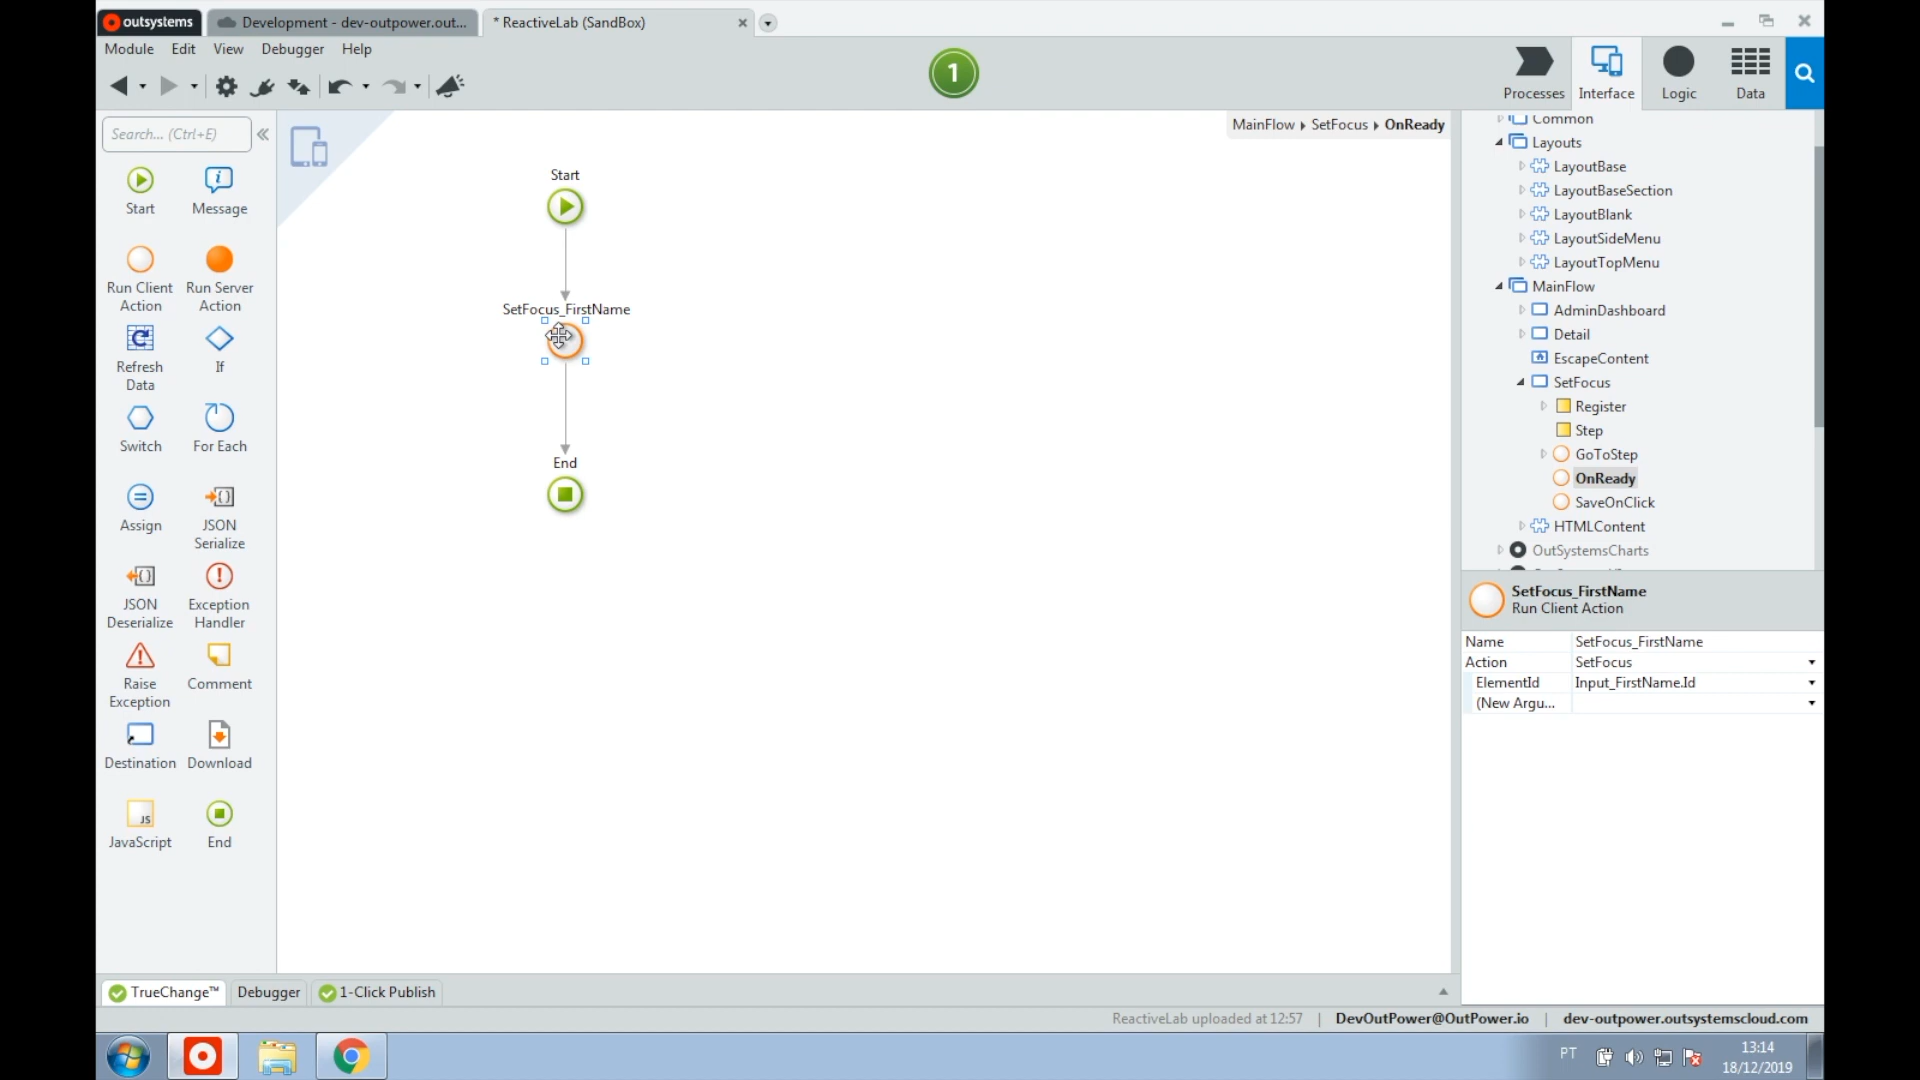 outsystems
Development - dev-outpower.out...
* ReactiveLab (SandBox)
Module Edit View Debugger Help
1
Processes
Interface
Logic
Data
Search... (Ctrl+E)
Start
Message
Run Client Action
Run Server Action
Refresh Data
If
Switch
For Each
Assign
JSON Serialize
JSON Deserialize
Exception Handler
Raise Exception
Comment
Destination
Download
JS
JavaScript
End
MainFlow SetFocus OnReady
Start
SetFocus_FirstName
End
Common
Layouts
LayoutBase
LayoutBaseSection
LayoutBlank
LayoutSideMenu
LayoutTopMenu
MainFlow
AdminDashboard
Detail
EscapeContent
SetFocus
Register
Step
GoToStep
OnReady
SaveOnClick
HTMLContent
OutSystemsCharts
SetFocus_FirstName
Run Client Action
Name SetFocus_FirstName
Action SetFocus
ElementId Input_FirstName.Id
(New Argu...
TrueChange™ Debugger 1-Click Publish
ReactiveLab uploaded at 12:57 | DevOutPower@OutPower.io | dev-outpower.outsystemscloud.com
PT
13:14
18/12/2019